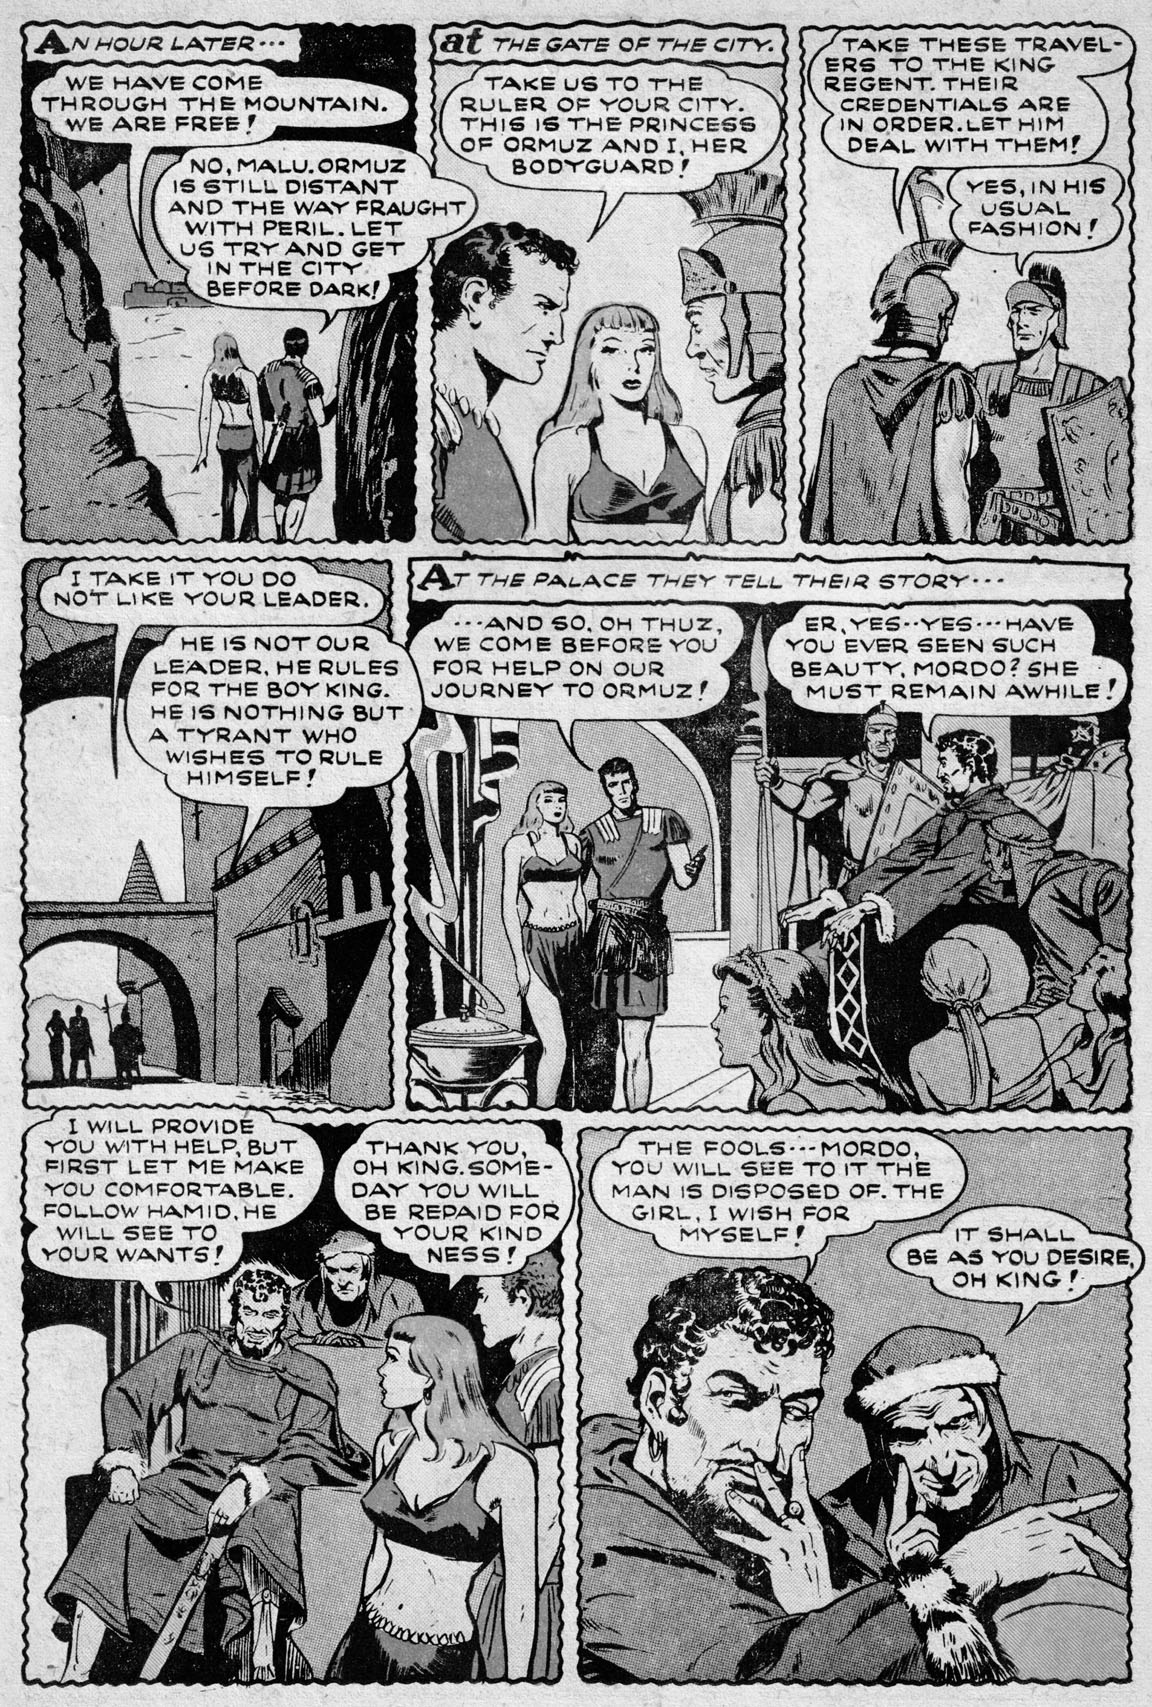 AN HOUR LATER...
WE HAVE COME
THROUGH THE MOUNTAIN.
WE ARE FREE!
NO, MALU. ORMUZ
IS STILL DISTANT
AND THE WAY FRAUGHT
WITH PERIL. LET
US TRY AND GET
IN THE CITY
BEFORE DARK!
at THE GATE OF THE CITY.
TAKE US TO THE
RULER OF YOUR CITY.
THIS IS THE PRINCESS
OF ORMUZ AND I, HER
BODYGUARD!
TAKE THESE TRAVEL-
ERS TO THE KING
REGENT. THEIR
CREDENTIALS ARE
IN ORDER. LET HIM
DEAL WITH THEM!
YES, IN HIS
USUAL
FASHION!
I TAKE IT YOU DO
NOT LIKE YOUR LEADER.
HE IS NOT OUR
LEADER, HE RULES
FOR THE BOY KING.
HE IS NOTHING BUT
A TYRANT WHO
WISHES TO RULE
HIMSELF!
AT THE PALACE THEY TELL THEIR STORY...
...AND SO, OH THUZ,
WE COME BEFORE YOU
FOR HELP ON OUR
JOURNEY TO ORMUZ!
ER, YES..YES...HAVE
YOU EVER SEEN SUCH
BEAUTY, MORDO? SHE
MUST REMAIN AWHILE!
I WILL PROVIDE
YOU WITH HELP, BUT
FIRST LET ME MAKE
YOU COMFORTABLE.
FOLLOW HAMID, HE
WILL SEE TO
YOUR WANTS!
THANK YOU,
OH KING. SOME-
DAY YOU WILL
BE REPAID FOR
YOUR KIND
NESS!
THE FOOLS...MORDO,
YOU WILL SEE TO IT THE
MAN IS DISPOSED OF. THE
GIRL, I WISH FOR
MYSELF!
IT SHALL
BE AS YOU DESIRE,
OH KING!